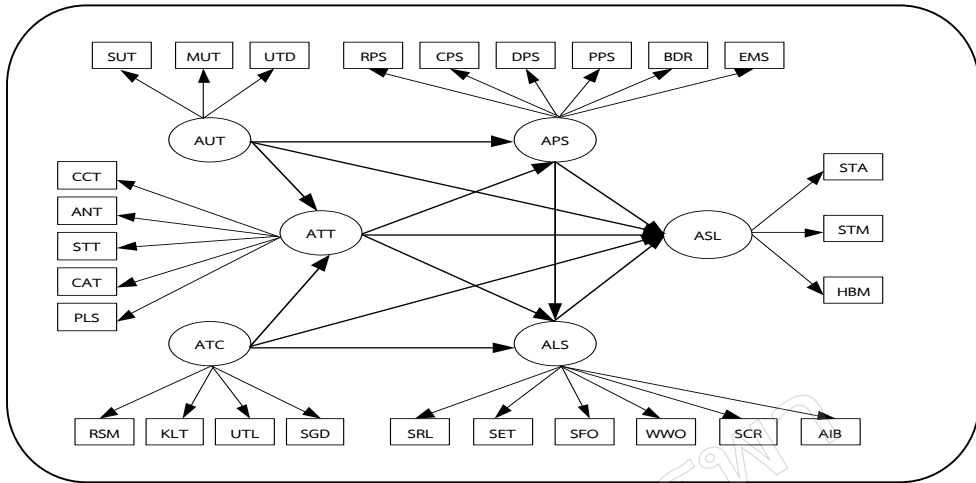 SUT MUT UTD RPS CPS DPS PPS BDR EMS
AUT APS
CCT STA
ANT
STT ATT ASL STM
CAT
PLS HBM
ATC ALS
RSM KLT UTL SGD SRL SET SFO WWO SCR AIB